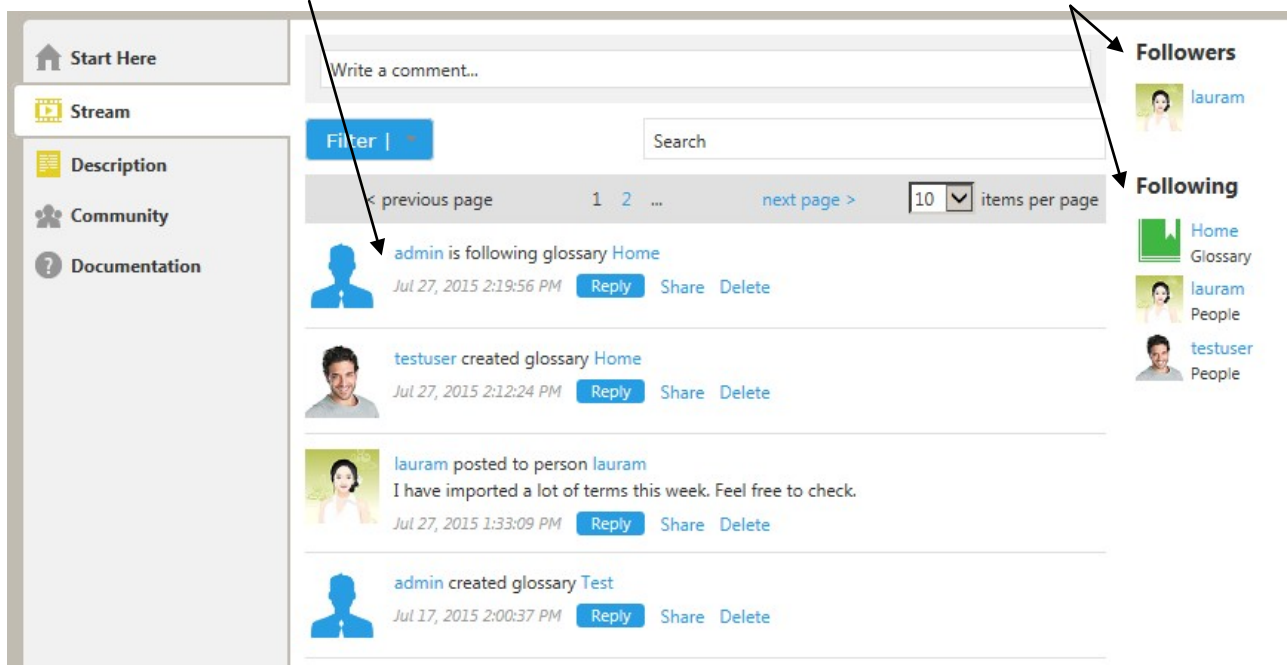 Start Here
Stream
Description
Community
Documentation
Write a comment...
Filter |
Search
< previous page 1 2 ... next page > 10 items per page
admin is following glossary Home
Jul 27, 2015 2:19:56 PM Reply Share Delete
testuser created glossary Home
Jul 27, 2015 2:12:24 PM Reply Share Delete
lauram posted to person lauram
I have imported a lot of terms this week. Feel free to check.
Jul 27, 2015 1:33:09 PM Reply Share Delete
admin created glossary Test
Jul 17, 2015 2:00:37 PM Reply Share Delete
Followers
lauram
Following
Home
Glossary
lauram
People
testuser
People